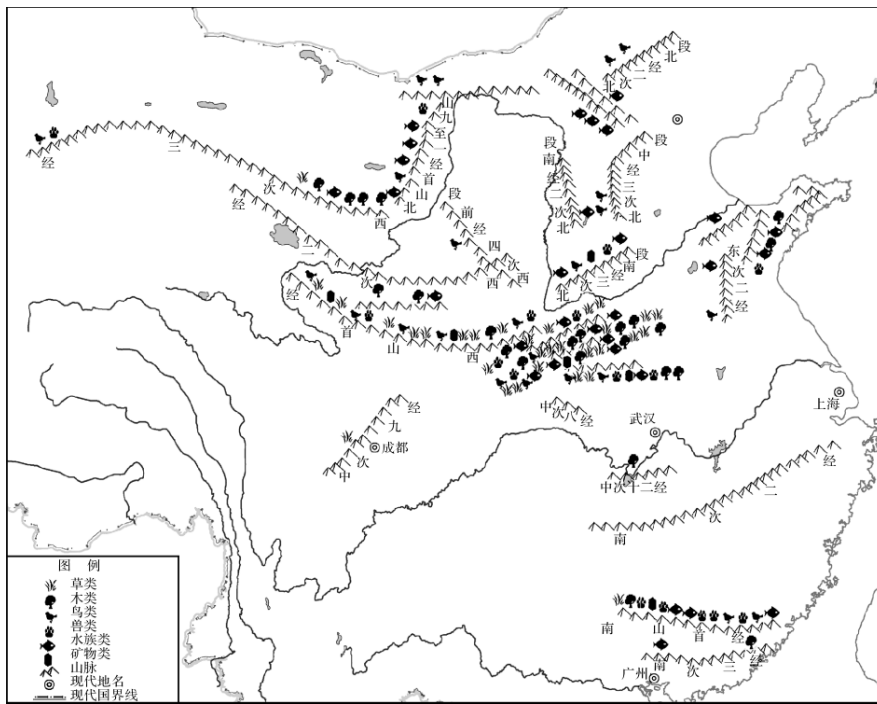 北次二经北段
北山首经一至九山
北次二经南段
北次三经中段
西次三经
西次二经
西次四经前段
北次三经南段
东次二经
西山首经
中次八经
武汉
上海
中次九经
成都
中次十二经
南次二经
南山首经
南次三经
广州
图 例
草类
木类
鸟类
兽类
水族类
矿物类
山脉
现代地名
现代国界线